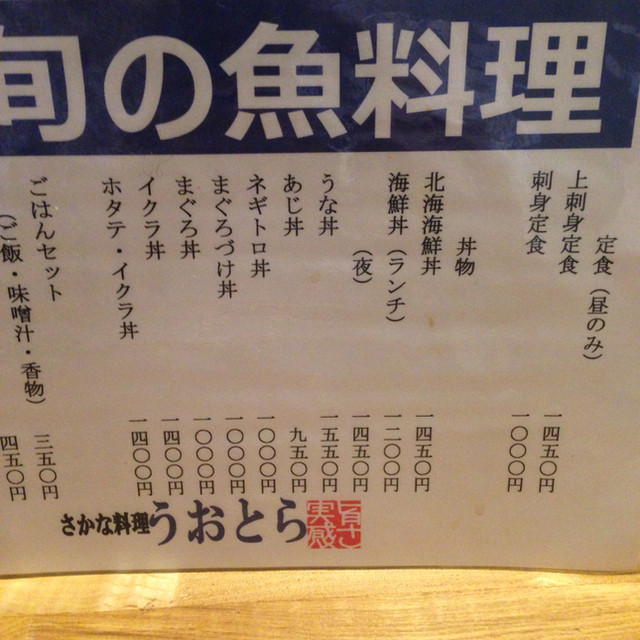 旬の魚料理
定食（昼のみ）
上刺身定食 一四五〇円
刺身定食 一〇〇〇円
丼物
北海海鮮丼 一四五〇円
海鮮丼（ランチ） 一二〇〇円
（夜） 一四五〇円
うな丼 一五五〇円
あじ丼 九五〇円
ネギトロ丼 一〇〇〇円
まぐろづけ丼 一〇〇〇円
まぐろ丼 一〇〇〇円
イクラ丼 一四〇〇円
ホタテ・イクラ丼 一四〇〇円
ごはんセット 三五〇円
（ご飯・味噌汁・香物） 四五〇円
さかな料理うおとら
旨さ実感